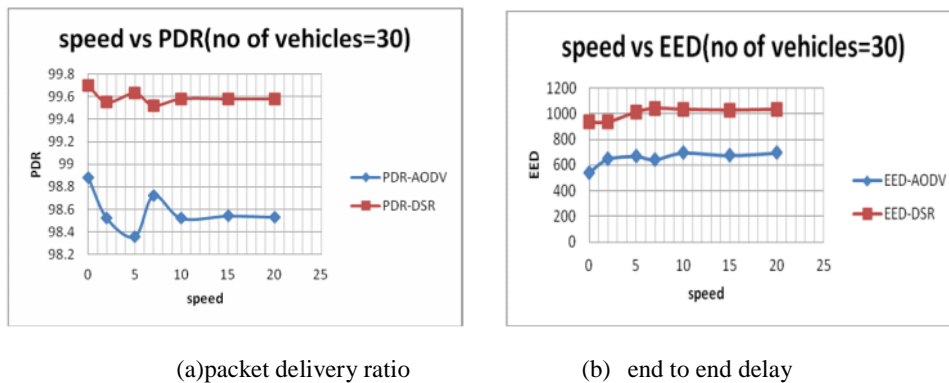 speed vs PDR(no of vehicles=30)
PDR
99.8
99.6
99.4
99.2
99
98.8
98.6
98.4
98.2
0
5
10
15
20
25
speed
PDR-AODV
PDR-DSR
speed vs EED(no of vehicles=30)
EED
1200
1000
800
600
400
200
0
0
5
10
15
20
25
speed
EED-AODV
EED-DSR
(a)packet delivery ratio
(b) end to end delay